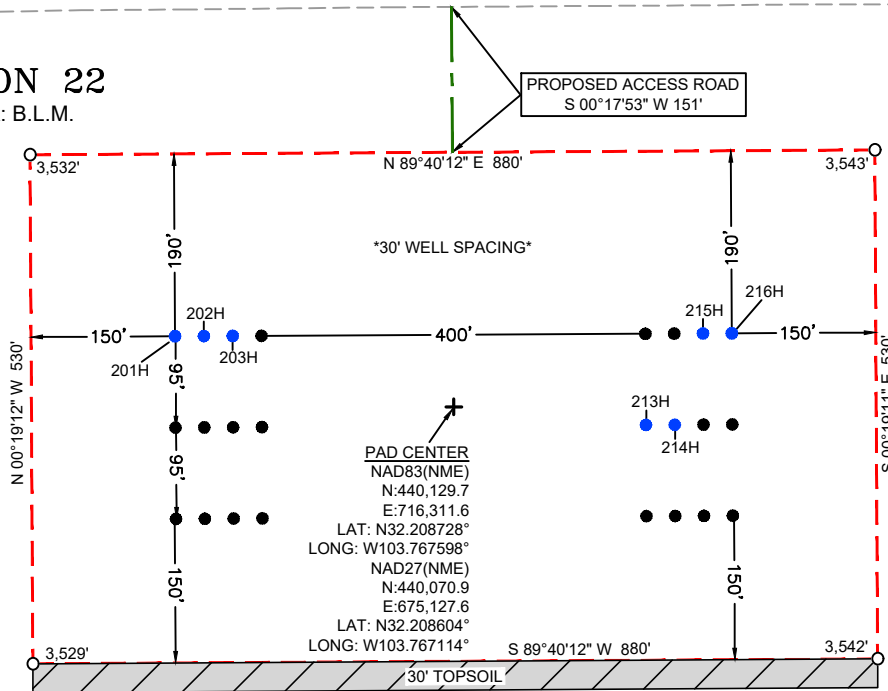 ON 22
: B.L.M.
PROPOSED ACCESS ROAD
S 00°17'53" W 151'
N 89°40'12" E 880'
3,532'
3,543'
190'
*30' WELL SPACING*
190'
202H
215H
216H
150'
400'
150'
201H
203H
95'
N 00°19'12" W 530'
S 00°19'11" E 530'
213H
214H
95'
PAD CENTER
NAD83(NME)
N:440,129.7
E:716,311.6
LAT: N32.208728°
LONG: W103.767598°
NAD27(NME)
N:440,070.9
E:675,127.6
LAT: N32.208604°
LONG: W103.767114°
150'
150'
3,529'
S 89°40'12" W 880'
3,542'
30' TOPSOIL